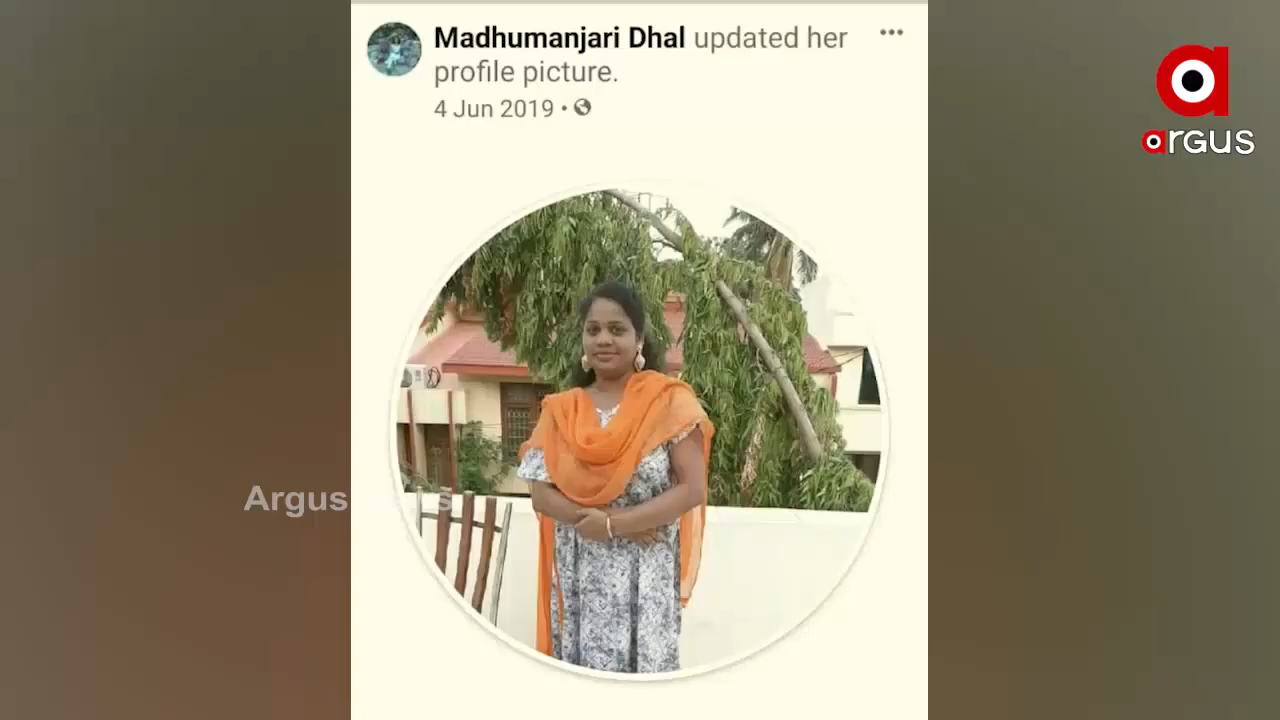 Madhumanjari Dhal updated her
profile picture.
4 Jun 2019 •
argus
Argus